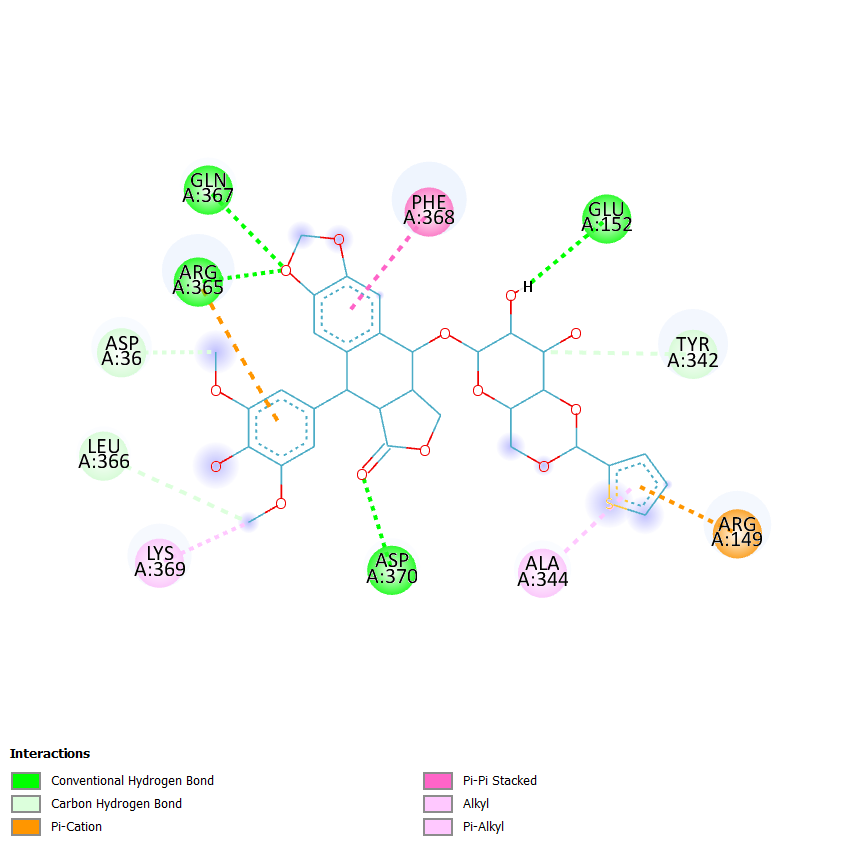 GLN
A:367
PHE
A:368
GLU
A:152
ARG
A:365
O
O
O
H
O
O
O
ASP
A:36
TYR
A:342
O
O
O
LEU
A:366
O
O
O
O
O
S
LYS
A:369
ASP
A:370
ALA
A:344
ARG
A:149
Interactions
Conventional Hydrogen Bond
Carbon Hydrogen Bond
Pi-Cation
Pi-Pi Stacked
Alkyl
Pi-Alkyl